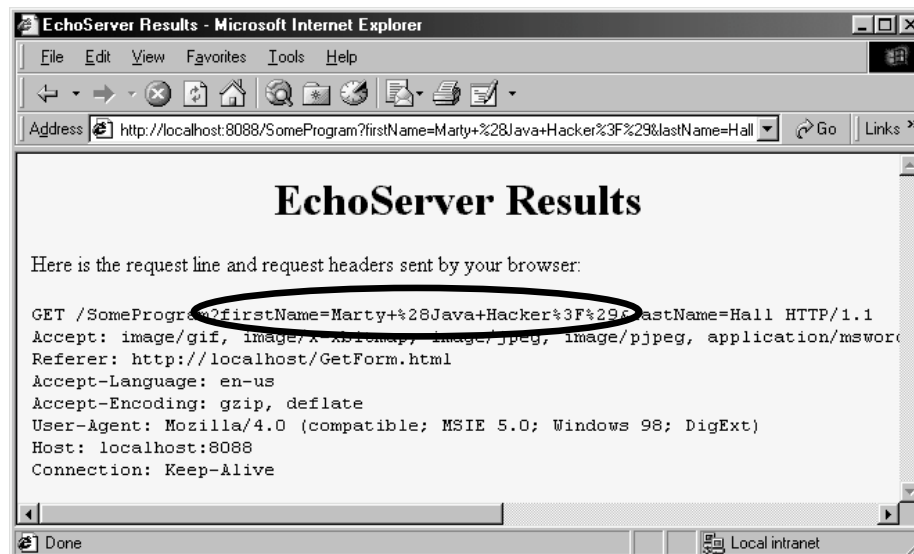 EchoServer Results - Microsoft Internet Explorer
File Edit View Favorites Tools Help
Address http://localhost:8088/SomeProgram?firstName=Marty+%28Java+Hacker%3F%29&lastName=Hall Go Links »
EchoServer Results
Here is the request line and request headers sent by your browser:
GET /SomeProgram?firstName=Marty+%28Java+Hacker%3F%29&lastName=Hall HTTP/1.1
Accept: image/gif, image/x-xbitmap, image/jpeg, image/pjpeg, application/msword
Referer: http://localhost/GetForm.html
Accept-Language: en-us
Accept-Encoding: gzip, deflate
User-Agent: Mozilla/4.0 (compatible; MSIE 5.0; Windows 98; DigExt)
Host: localhost:8088
Connection: Keep-Alive
Done Local intranet